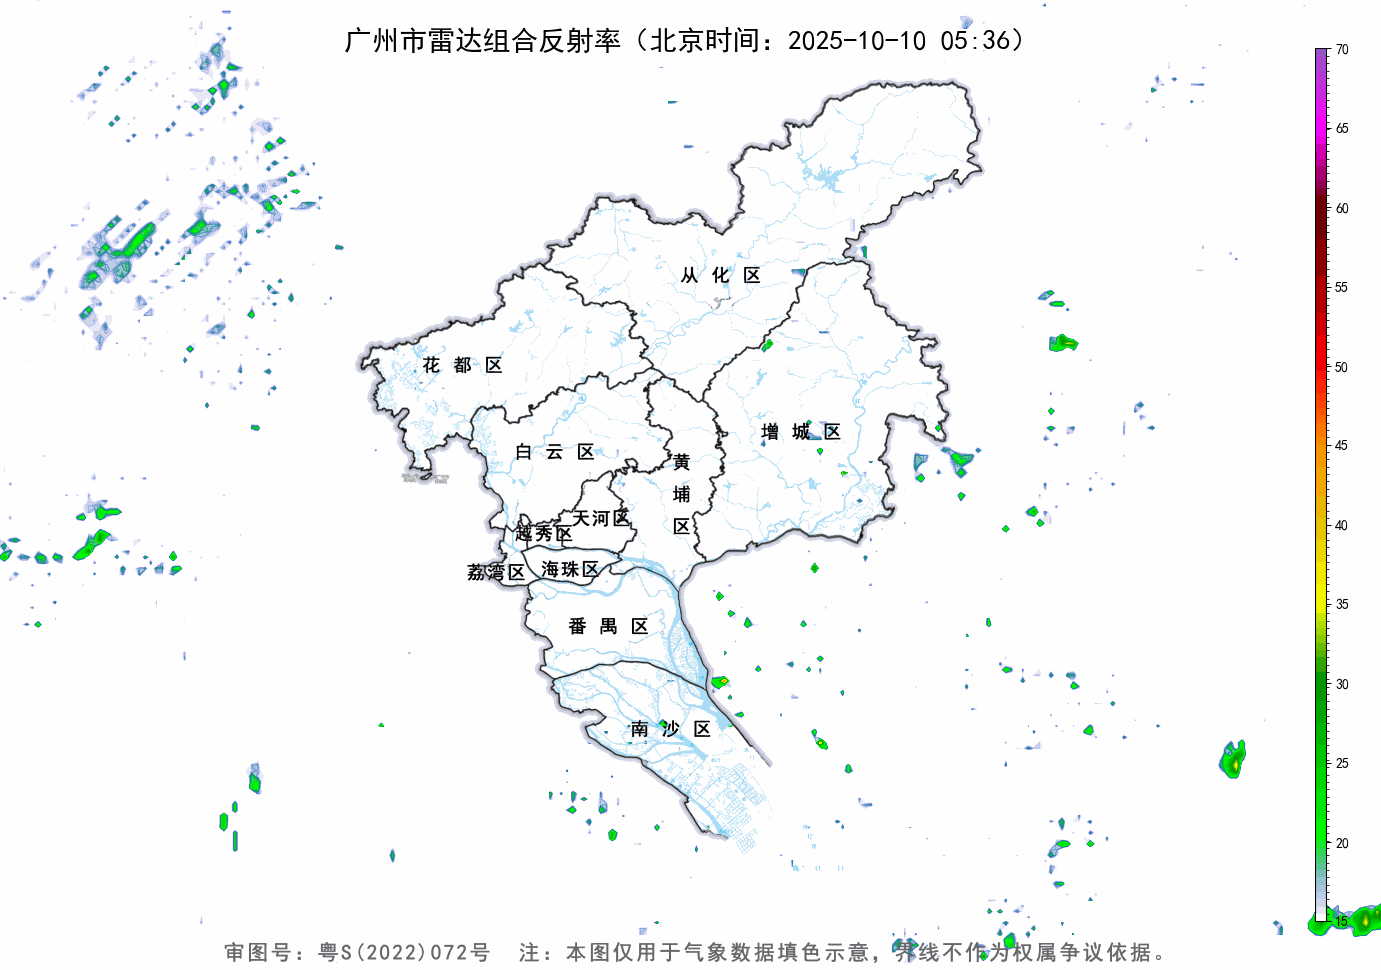 广州市雷达组合反射率（北京时间：2025-10-10 05:36）
70
65
60
55
50
45
40
35
30
25
20
15
从化区
花都区
增城区
白云区
黄埔区
天河区
越秀区
荔湾区
海珠区
番禺区
南沙区
审图号：粤S(2022)072号 注：本图仅用于气象数据填色示意，界线不作为权属争议依据。